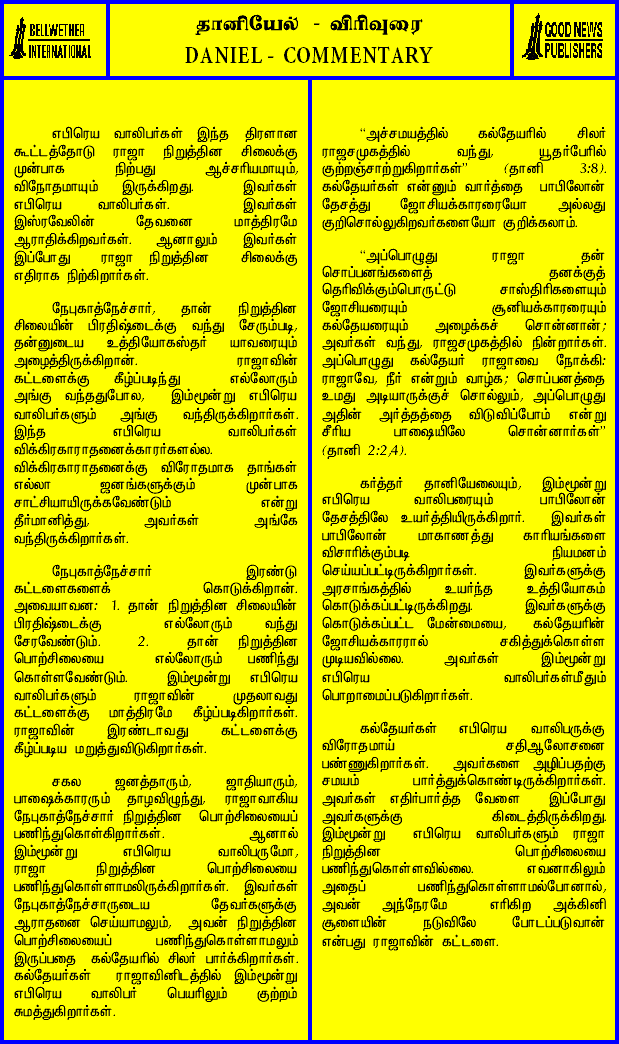 BELLWETHER
INTERNATIONAL
தானியேல் - விரிவுரை
DANIEL - COMMENTARY
GOOD NEWS
PUBLISHERS
எபிரெய வாலிபர்கள் இந்த திரளான
கூட்டத்தோடு ராஜா நிறுத்தின சிலைக்கு
முன்பாக நிற்பது ஆச்சரியமாயும்,
விநோதமாயும் இருக்கிறது. இவர்கள்
எபிரெய வாலிபர்கள். இவர்கள்
இஸ்ரவேலின் தேவனை மாத்திரமே
ஆராதிக்கிறவர்கள். ஆனாலும் இவர்கள்
இப்போது ராஜா நிறுத்தின சிலைக்கு
எதிராக நிற்கிறார்கள்.
நேபுகாத்நேச்சார், தான் நிறுத்தின
சிலையின் பிரதிஷ்டைக்கு வந்து சேரும்படி,
தன்னுடைய உத்தியோகஸ்தர் யாவரையும்
அழைத்திருக்கிறான். ராஜாவின்
கட்டளைக்கு கீழ்ப்படிந்து எல்லோரும்
அங்கு வந்ததுபோல, இம்மூன்று எபிரெய
வாலிபர்களும் அங்கு வந்திருக்கிறார்கள்.
இந்த எபிரெய வாலிபர்கள்
விக்கிரகாராதனைக்காரர்களல்ல.
விக்கிரகாராதனைக்கு விரோதமாக தாங்கள்
எல்லா ஜனங்களுக்கும் முன்பாக
சாட்சியாயிருக்கவேண்டும் என்று
தீர்மானித்து, அவர்கள் அங்கே
வந்திருக்கிறார்கள்.
நேபுகாத்நேச்சார் இரண்டு
கட்டளைகளைக் கொடுக்கிறான்.
அவையாவன: 1. தான் நிறுத்தின சிலையின்
பிரதிஷ்டைக்கு எல்லோரும் வந்து
சேரவேண்டும். 2. தான் நிறுத்தின
பொற்சிலையை எல்லோரும் பணிந்து
கொள்ளவேண்டும். இம்மூன்று எபிரெய
வாலிபர்களும் ராஜாவின் முதலாவது
கட்டளைக்கு மாத்திரமே கீழ்ப்படிகிறார்கள்.
ராஜாவின் இரண்டாவது கட்டளைக்கு
கீழ்ப்படிய மறுத்துவிடுகிறார்கள்.
சகல ஜனத்தாரும், ஜாதியாரும்,
பாஷைக்காரரும் தாழவிழுந்து, ராஜாவாகிய
நேபுகாத்நேச்சார் நிறுத்தின பொற்சிலையைப்
பணிந்துகொள்கிறார்கள். ஆனால்
இம்மூன்று எபிரெய வாலிபருமோ,
ராஜா நிறுத்தின பொற்சிலையை
பணிந்துகொள்ளாமலிருக்கிறார்கள். இவர்கள்
நேபுகாத்நேச்சாருடைய தேவர்களுக்கு
ஆராதனை செய்யாமலும், அவன் நிறுத்தின
பொற்சிலையைப் பணிந்துகொள்ளாமலும்
இருப்பதை கல்தேயரில் சிலர் பார்க்கிறார்கள்.
கல்தேயர்கள் ராஜாவினிடத்தில் இம்மூன்று
எபிரெய வாலிபர் பெயரிலும் குற்றம்
சுமத்துகிறார்கள்.
“அச்சமயத்தில் கல்தேயரில் சிலர்
ராஜசமுகத்தில் வந்து, யூதர்பேரில்
குற்றஞ்சாற்றுகிறார்கள்” (தானி 3:8).
கல்தேயர்கள் என்னும் வார்த்தை பாபிலோன்
தேசத்து ஜோசியக்காரரையோ அல்லது
குறிசொல்லுகிறவர்களையோ குறிக்கலாம்.
“அப்பொழுது ராஜா தன்
சொப்பனங்களைத் தனக்குத்
தெரிவிக்கும்பொருட்டு சாஸ்திரிகளையும்
ஜோசியரையும் சூனியக்காரரையும்
கல்தேயரையும் அழைக்கச் சொன்னான்;
அவர்கள் வந்து, ராஜசமுகத்தில் நின்றார்கள்.
அப்பொழுது கல்தேயர் ராஜாவை நோக்கி:
ராஜாவே, நீர் என்றும் வாழ்க; சொப்பனத்தை
உமது அடியாருக்குச் சொல்லும், அப்பொழுது
அதின் அர்த்தத்தை விடுவிப்போம் என்று
சீரிய பாஷையிலே சொன்னார்கள்”
(தானி 2:2,4).
கர்த்தர் தானியேலையும், இம்மூன்று
எபிரெய வாலிபரையும் பாபிலோன்
தேசத்திலே உயர்த்தியிருக்கிறார். இவர்கள்
பாபிலோன் மாகாணத்து காரியங்களை
விசாரிக்கும்படி நியமனம்
செய்யப்பட்டிருக்கிறார்கள். இவர்களுக்கு
அரசாங்கத்தில் உயர்ந்த உத்தியோகம்
கொடுக்கப்பட்டிருக்கிறது. இவர்களுக்கு
கொடுக்கப்பட்ட மேன்மையை, கல்தேயரின்
ஜோசியக்காரரால் சகித்துக்கொள்ள
முடியவில்லை. அவர்கள் இம்மூன்று
எபிரெய வாலிபர்கள்மீதும்
பொறாமைப்படுகிறார்கள்.
கல்தேயர்கள் எபிரெய வாலிபருக்கு
விரோதமாய் சதிஆலோசனை
பண்ணுகிறார்கள். அவர்களை அழிப்பதற்கு
சமயம் பார்த்துக்கொண்டிருக்கிறார்கள்.
அவர்கள் எதிர்பார்த்த வேளை இப்போது
அவர்களுக்கு கிடைத்திருக்கிறது.
இம்மூன்று எபிரெய வாலிபர்களும் ராஜா
நிறுத்தின பொற்சிலையை
பணிந்துகொள்ளவில்லை. எவனாகிலும்
அதைப் பணிந்துகொள்ளாமல்போனால்,
அவன் அந்நேரமே எரிகிற அக்கினி
சூளையின் நடுவிலே போடப்படுவான்
என்பது ராஜாவின் கட்டளை.